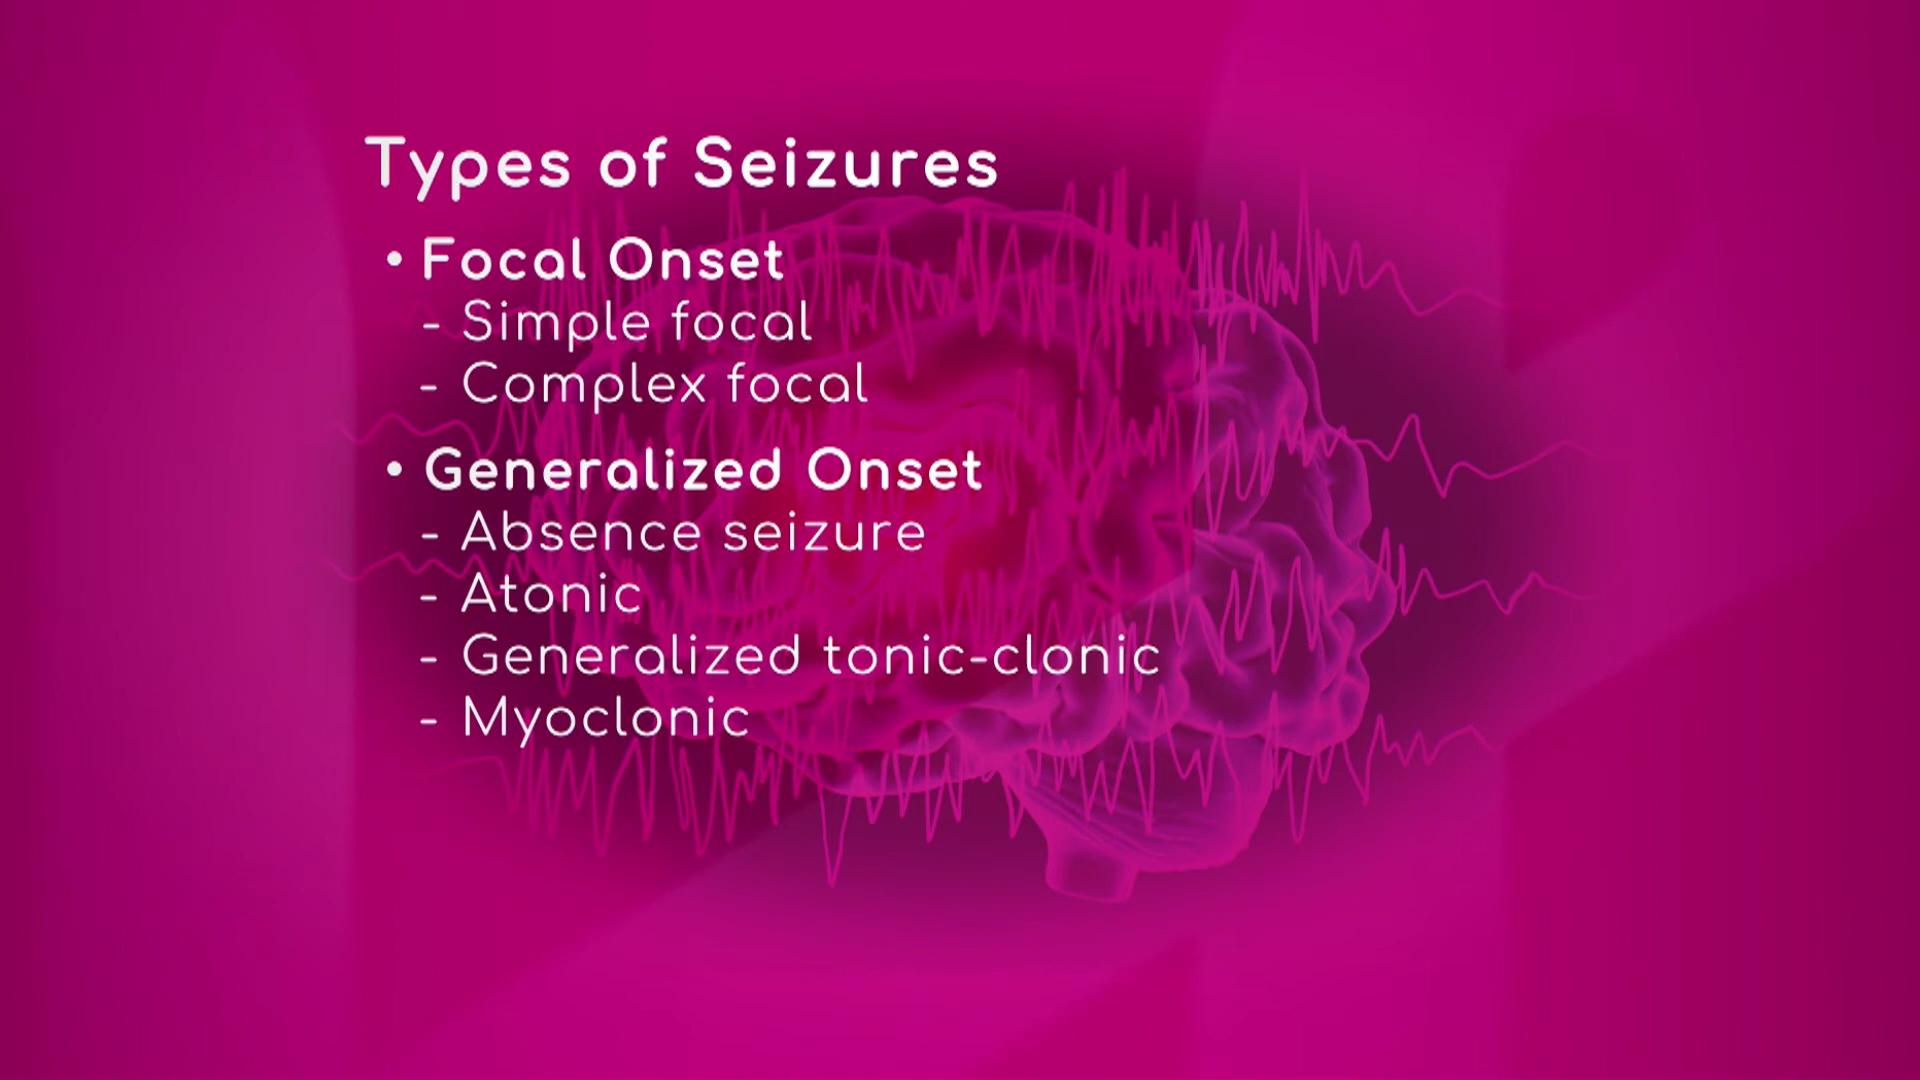 Types of Seizures
• Focal Onset
- Simple focal
- Complex focal
• Generalized Onset
- Absence seizure
- Atonic
- Generalized tonic-clonic
- Myoclonic